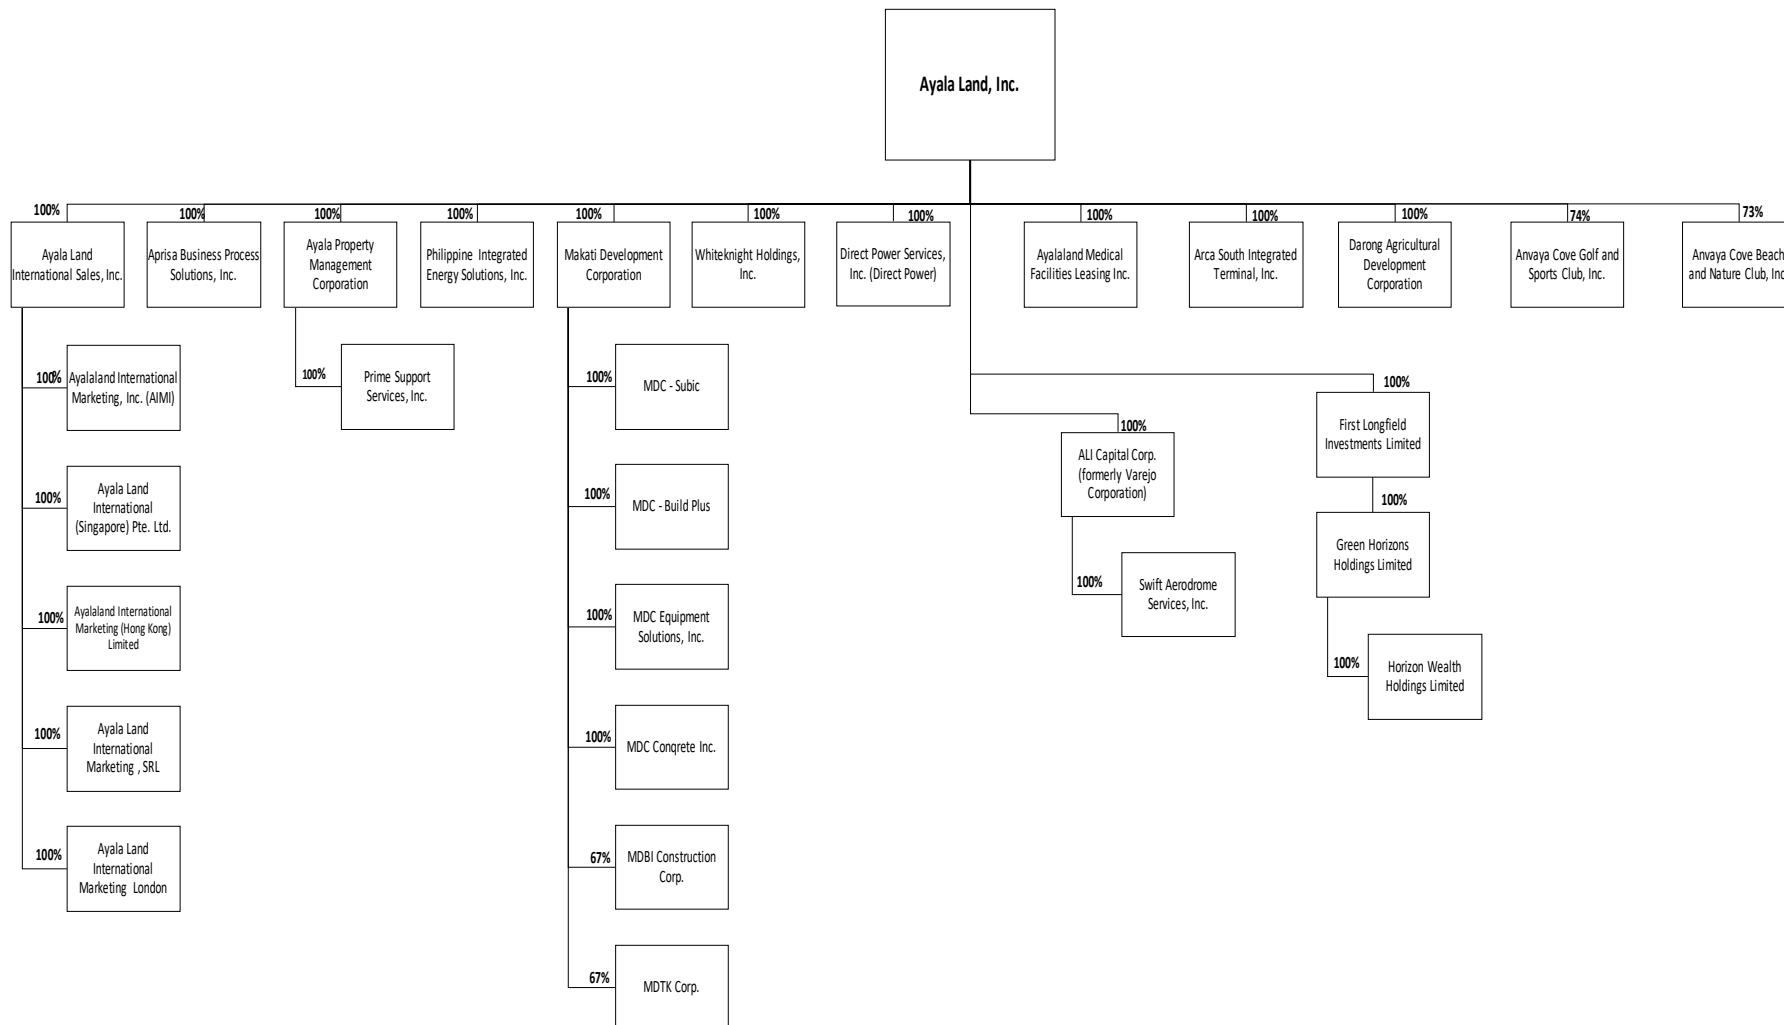 Ayala Land, Inc.
100%
100%
100%
100%
100%
100%
100%
100%
100%
100%
74%
73%
Ayala Land
International Sales, Inc.
Aprisa Business Process
Solutions, Inc.
Ayala Property
Management
Corporation
Philippine Integrated
Energy Solutions, Inc.
Makati Development
Corporation
Whiteknight Holdings,
Inc.
Direct Power Services,
Inc. (Direct Power)
Ayalaland Medical
Facilities Leasing Inc.
Arca South Integrated
Terminal, Inc.
Darong Agricultural
Development
Corporation
Anvaya Cove Golf and
Sports Club, Inc.
Anvaya Cove Beach
and Nature Club, Inc
100%
Ayalaland International
Marketing, Inc. (AIMI)
100%
Ayala Land
International
(Singapore) Pte. Ltd.
100%
Ayalaland International
Marketing (Hong Kong)
Limited
100%
Ayala Land
International
Marketing , SRL
100%
Ayala Land
International
Marketing London
100%
Prime Support
Services, Inc.
100%
MDC - Subic
100%
MDC - Build Plus
100%
MDC Equipment
Solutions, Inc.
100%
MDC Conqrete Inc.
67%
MDBI Construction
Corp.
67%
MDTK Corp.
100%
ALI Capital Corp.
(formerly Varejo
Corporation)
100%
Swift Aerodrome
Services, Inc.
100%
First Longfield
Investments Limited
100%
Green Horizons
Holdings Limited
100%
Horizon Wealth
Holdings Limited